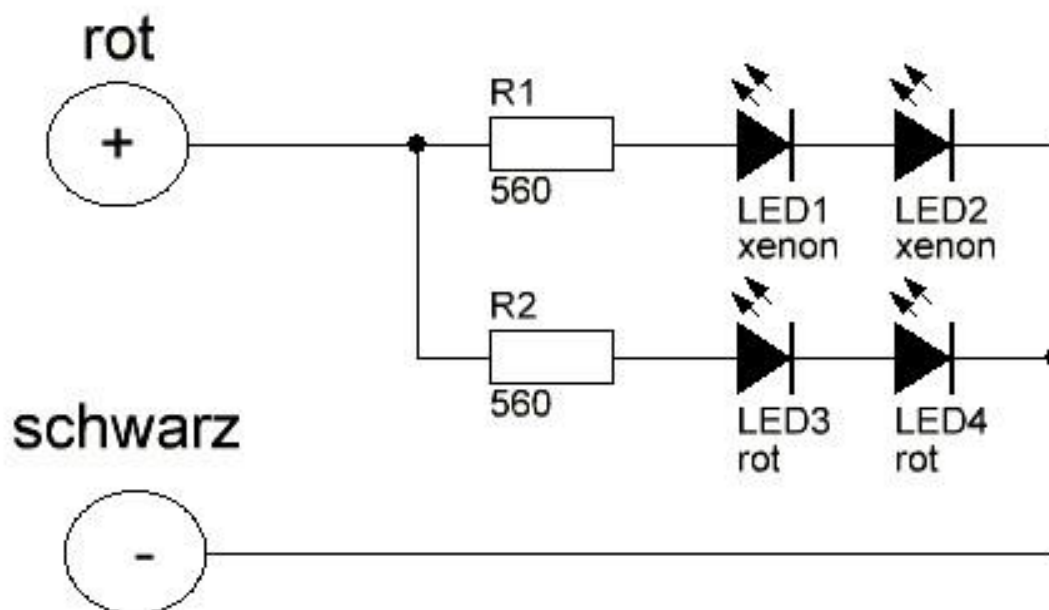 rot
+
R1
560
LED1
xenon
LED2
xenon
R2
560
LED3
rot
LED4
rot
schwarz
-